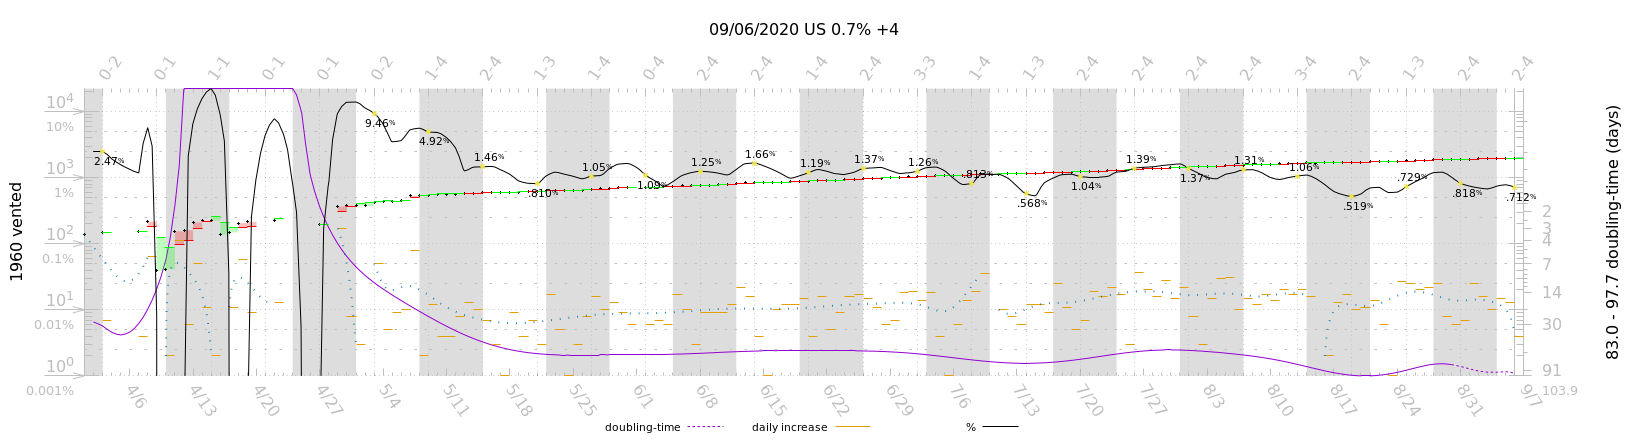 09/06/2020 US 0.7% +4
0-2 0-1 1-1 0-1 0-1 0-2 1-4 2-4 1-3 1-4 0-4 2-4 2-4 1-4 2-4 3-3 1-4 1-3 2-4 2-4 2-4 2-4 3-4 2-4 1-3 2-4 2-4
10⁴
10%
10³
1%
10²
0.1%
10¹
0.01%
10⁰
0.001%
1960 vented
2.47% 9.46% 4.92% 1.46% .810% 1.05% 1.09% 1.25% 1.66% 1.19% 1.37% 1.26% .813% .568% 1.04% 1.39% 1.37% 1.31% 1.06% .519% .729% .818% .712%
2
3
4
7
14
30
91
103.9
83.0 - 97.7 doubling-time (days)
4/6 4/13 4/20 4/27 5/4 5/11 5/18 5/25 6/1 6/8 6/15 6/22 6/29 7/6 7/13 7/20 7/27 8/3 8/10 8/17 8/24 8/31 9/7
doubling-time daily increase %